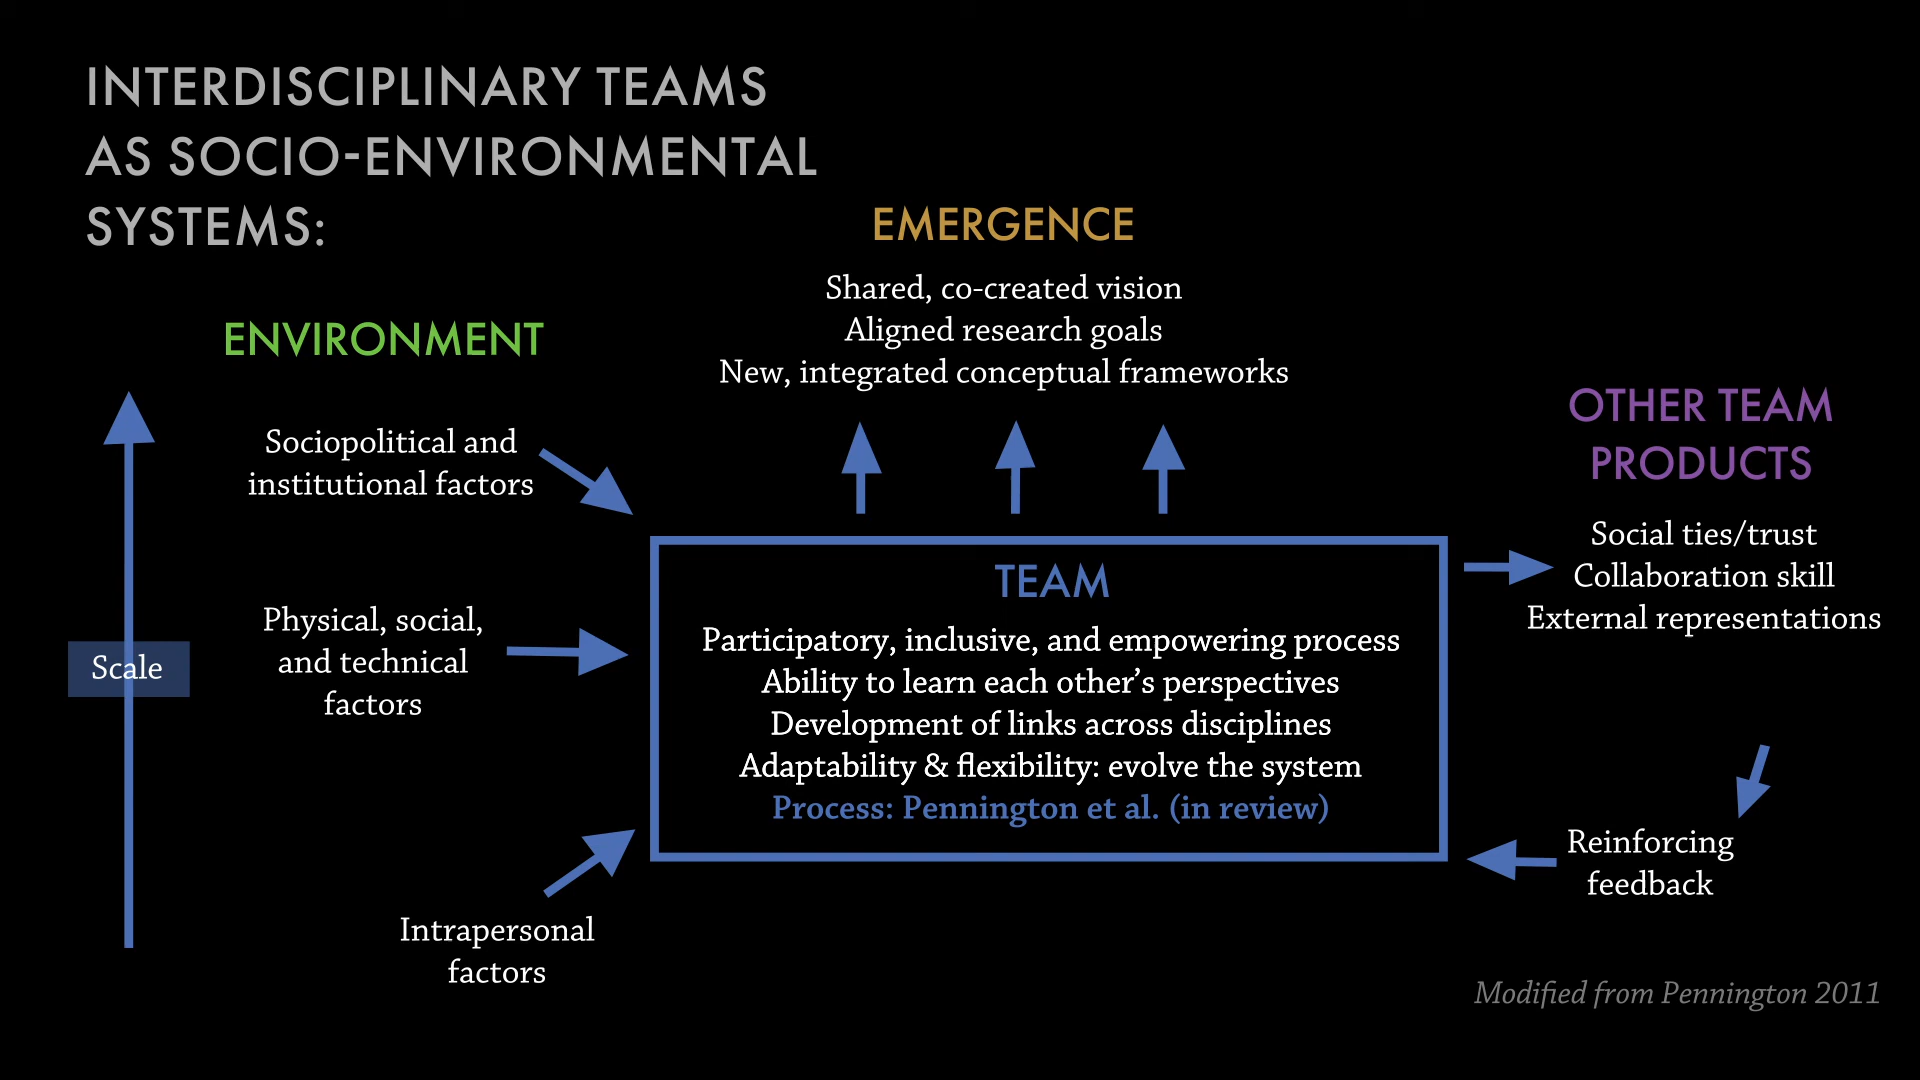 INTERDISCIPLINARY TEAMS
AS SOCIO-ENVIRONMENTAL
SYSTEMS:
EMERGENCE
Shared, co-created vision
Aligned research goals
New, integrated conceptual frameworks
ENVIRONMENT
Sociopolitical and
institutional factors
Physical, social,
and technical
factors
Intrapersonal
factors
Scale
TEAM
Participatory, inclusive, and empowering process
Ability to learn each other’s perspectives
Development of links across disciplines
Adaptability & flexibility: evolve the system
Process: Pennington et al. (in review)
OTHER TEAM
PRODUCTS
Social ties/trust
Collaboration skill
External representations
Reinforcing
feedback
Modified from Pennington 2011